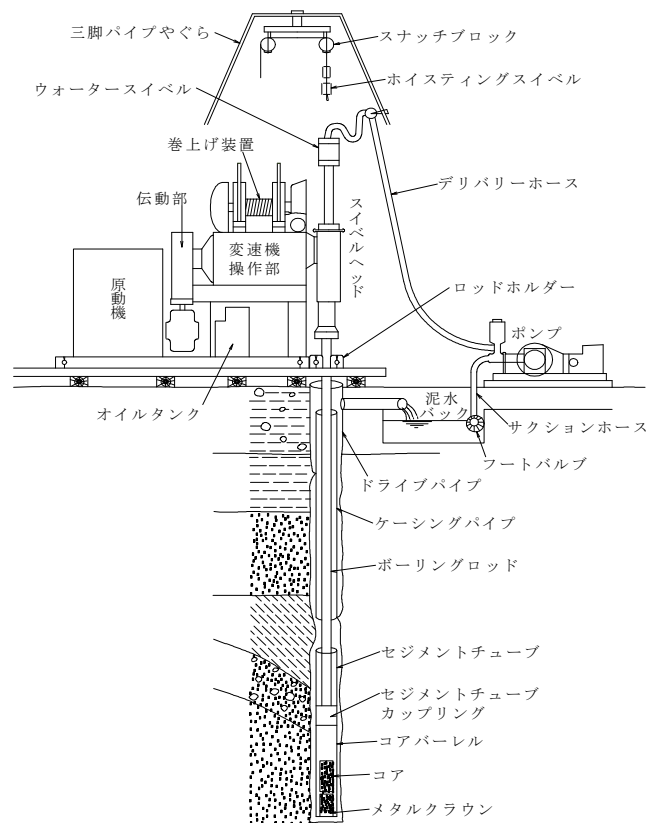 三脚パイプやぐら
スナッチブロック
ホイスティングスイベル
ウォータースイベル
巻上げ装置
デリバリーホース
伝動部
スイベルヘッド
変速機
操作部
原動機
ロッドホルダー
ポンプ
オイルタンク
泥水
バック
サクションホース
フートバルブ
ドライブパイプ
ケーシングパイプ
ボーリングロッド
セジメントチューブ
セジメントチューブ
カップリング
コアバーレル
コア
メタルクラウン